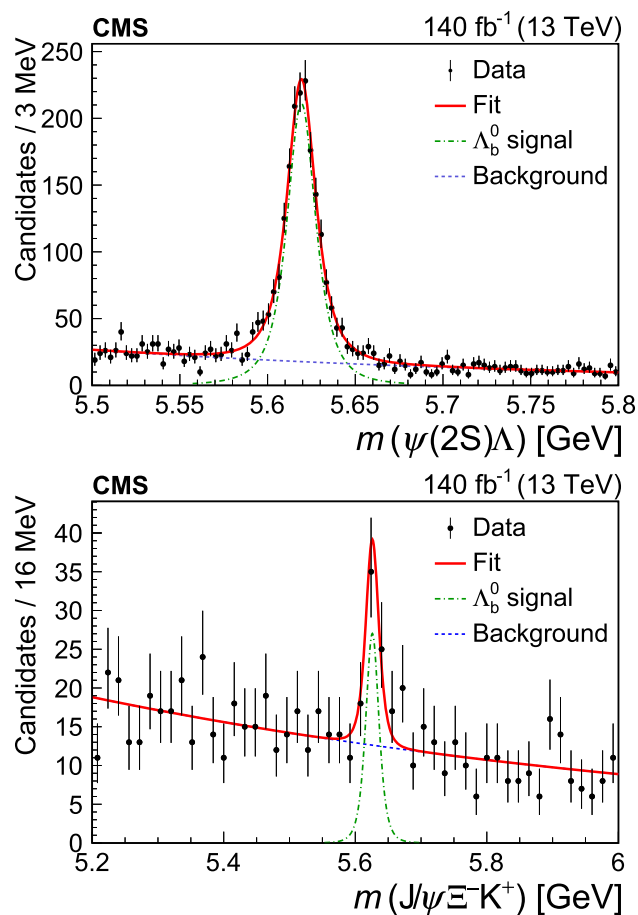 CMS 140 fb⁻¹ (13 TeV)
Candidates / 3 MeV
250
200
150
100
50
0
Data
Fit
Λ⁰_b signal
Background
5.5 5.55 5.6 5.65 5.7 5.75 5.8
m (ψ(2S)Λ) [GeV]
CMS 140 fb⁻¹ (13 TeV)
Candidates / 16 MeV
40
35
30
25
20
15
10
5
0
Data
Fit
Λ⁰_b signal
Background
5.2 5.4 5.6 5.8 6
m (J/ψΞ⁻K⁺) [GeV]